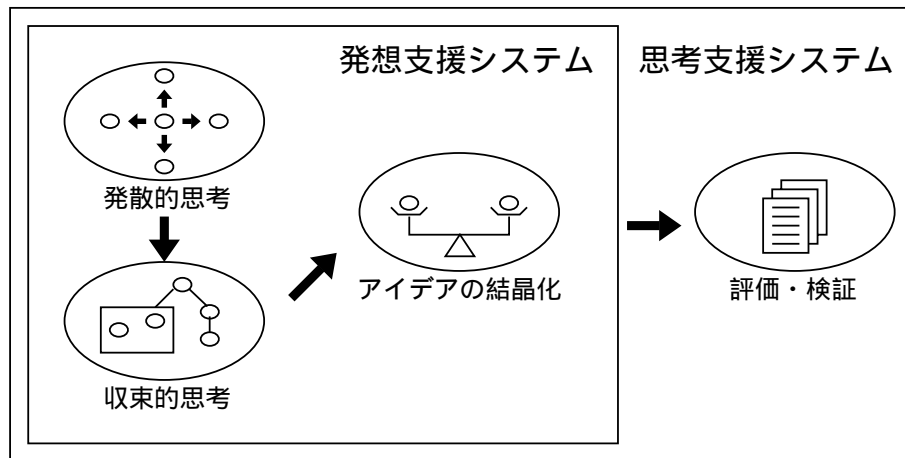 発想支援システム
思考支援システム
発散的思考
収束的思考
アイデアの結晶化
評価・検証